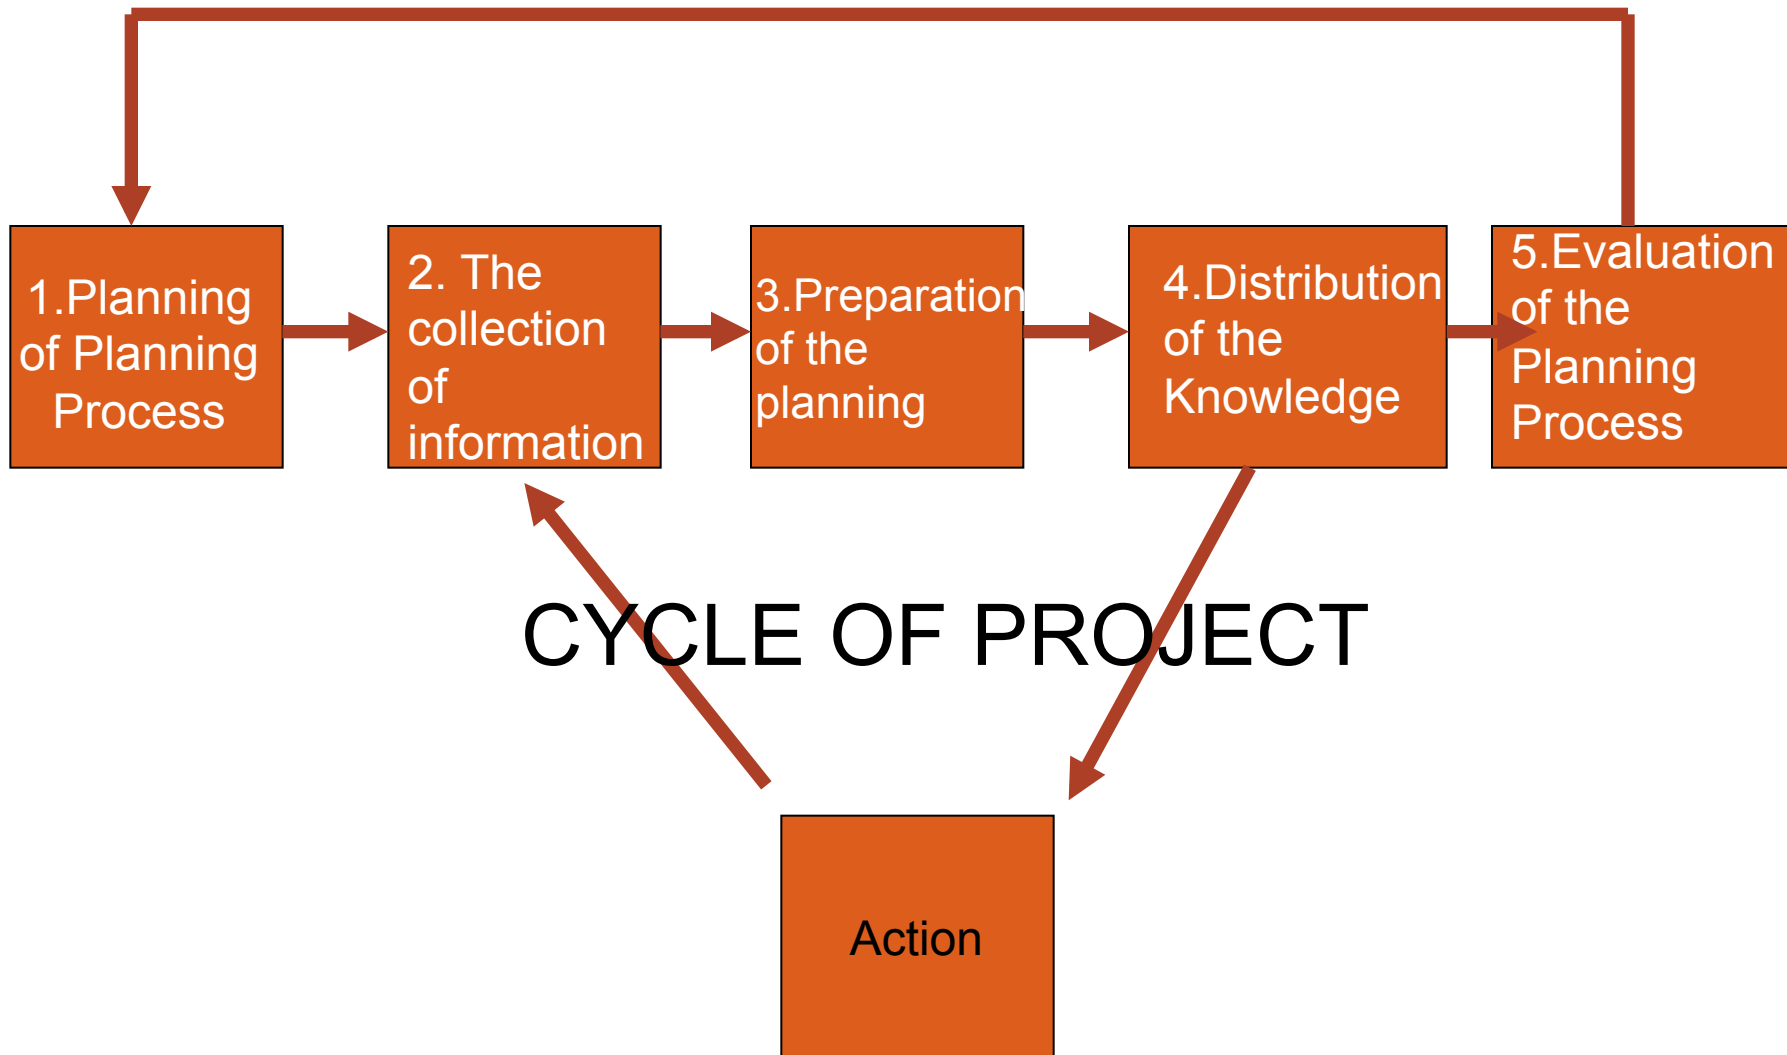 1.Planning
of Planning
Process
2. The
collection
of
information
3.Preparation
of the
planning
4.Distribution
of the
Knowledge
5.Evaluation
of the
Planning
Process
CYCLE OF PROJECT
Action